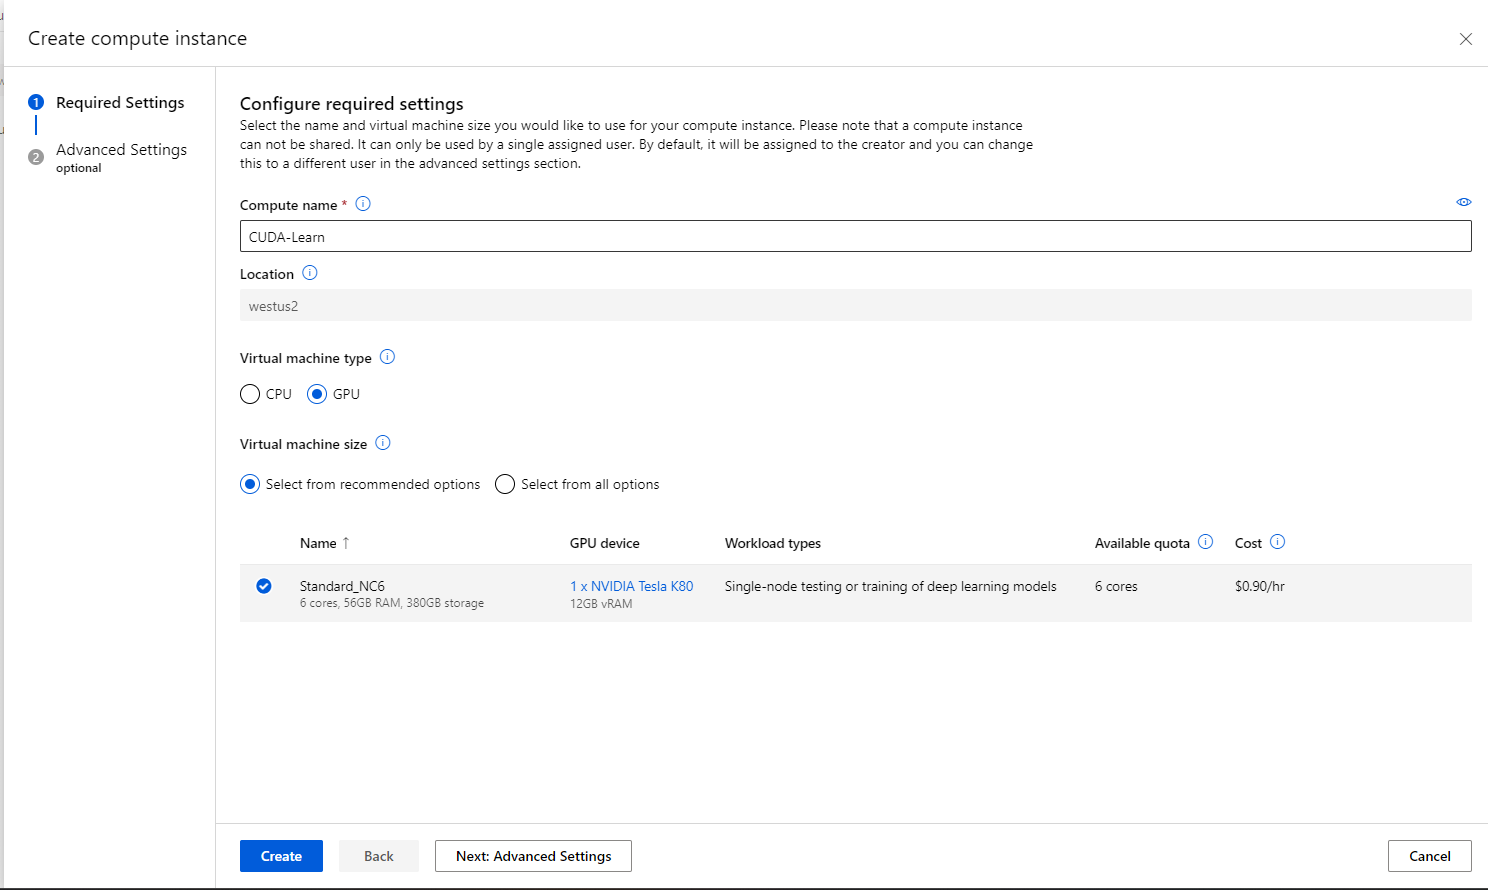 Create compute instance
1 Required Settings
2 Advanced Settings
optional
Configure required settings
Select the name and virtual machine size you would like to use for your compute instance. Please note that a compute instance
can not be shared. It can only be used by a single assigned user. By default, it will be assigned to the creator and you can change
this to a different user in the advanced settings section.
Compute name *
CUDA-Learn
Location
westus2
Virtual machine type
CPU GPU
Virtual machine size
Select from recommended options Select from all options
Name ↑ GPU device Workload types Available quota Cost
Standard_NC6 1 x NVIDIA Tesla K80 Single-node testing or training of deep learning models 6 cores $0.90/hr
6 cores, 56GB RAM, 380GB storage 12GB vRAM
Create Back Next: Advanced Settings Cancel